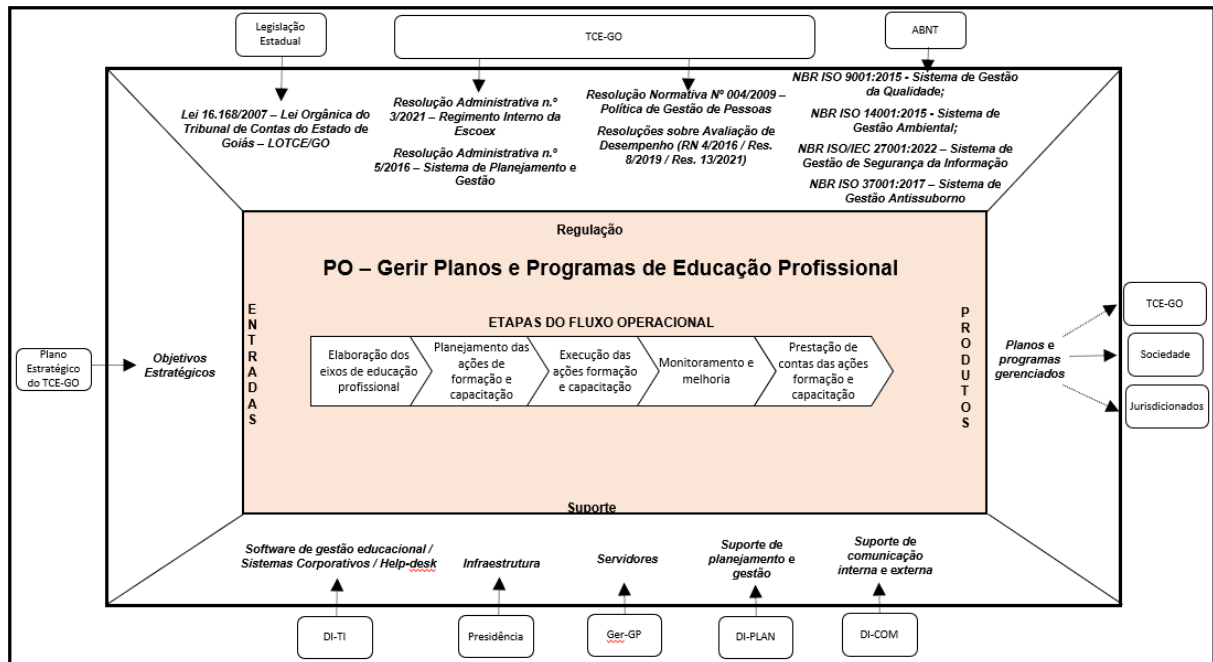 Legislação
Estadual
TCE-GO
ABNT
Lei 16.168/2007 – Lei Orgânica do
Tribunal de Contas do Estado de
Goiás – LOTCE/GO
Resolução Administrativa n.º
3/2021 – Regimento Interno da
Escoex
Resolução Administrativa n.º
5/2016 – Sistema de Planejamento e
Gestão
Resolução Normativa Nº 004/2009 –
Política de Gestão de Pessoas
Resoluções sobre Avaliação de
Desempenho (RN 4/2016 / Res.
8/2019 / Res. 13/2021)
NBR ISO 9001:2015 - Sistema de Gestão
da Qualidade;
NBR ISO 14001:2015 - Sistema de
Gestão Ambiental;
NBR ISO/IEC 27001:2022 – Sistema de
Gestão de Segurança da Informação
NBR ISO 37001:2017 – Sistema de
Gestão Antissuborno
Regulação
PO – Gerir Planos e Programas de Educação Profissional
Plano
Estratégico
do TCE-GO
Objetivos
Estratégicos
ENTRADAS
ETAPAS DO FLUXO OPERACIONAL
Elaboração dos
eixos de educação
profissional
Planejamento das
ações de
formação e
capacitação
Execução das
ações formação
e capacitação
Monitoramento e
melhoria
Prestação de
contas das ações
formação e
capacitação
PRODUTOS
Planos e
programas
gerenciados
TCE-GO
Sociedade
Jurisdicionados
Suporte
Software de gestão educacional /
Sistemas Corporativos / Help-desk
Infraestrutura
Servidores
Suporte de
planejamento e
gestão
Suporte de
comunicação
interna e externa
DI-TI
Presidência
Ger-GP
DI-PLAN
DI-COM